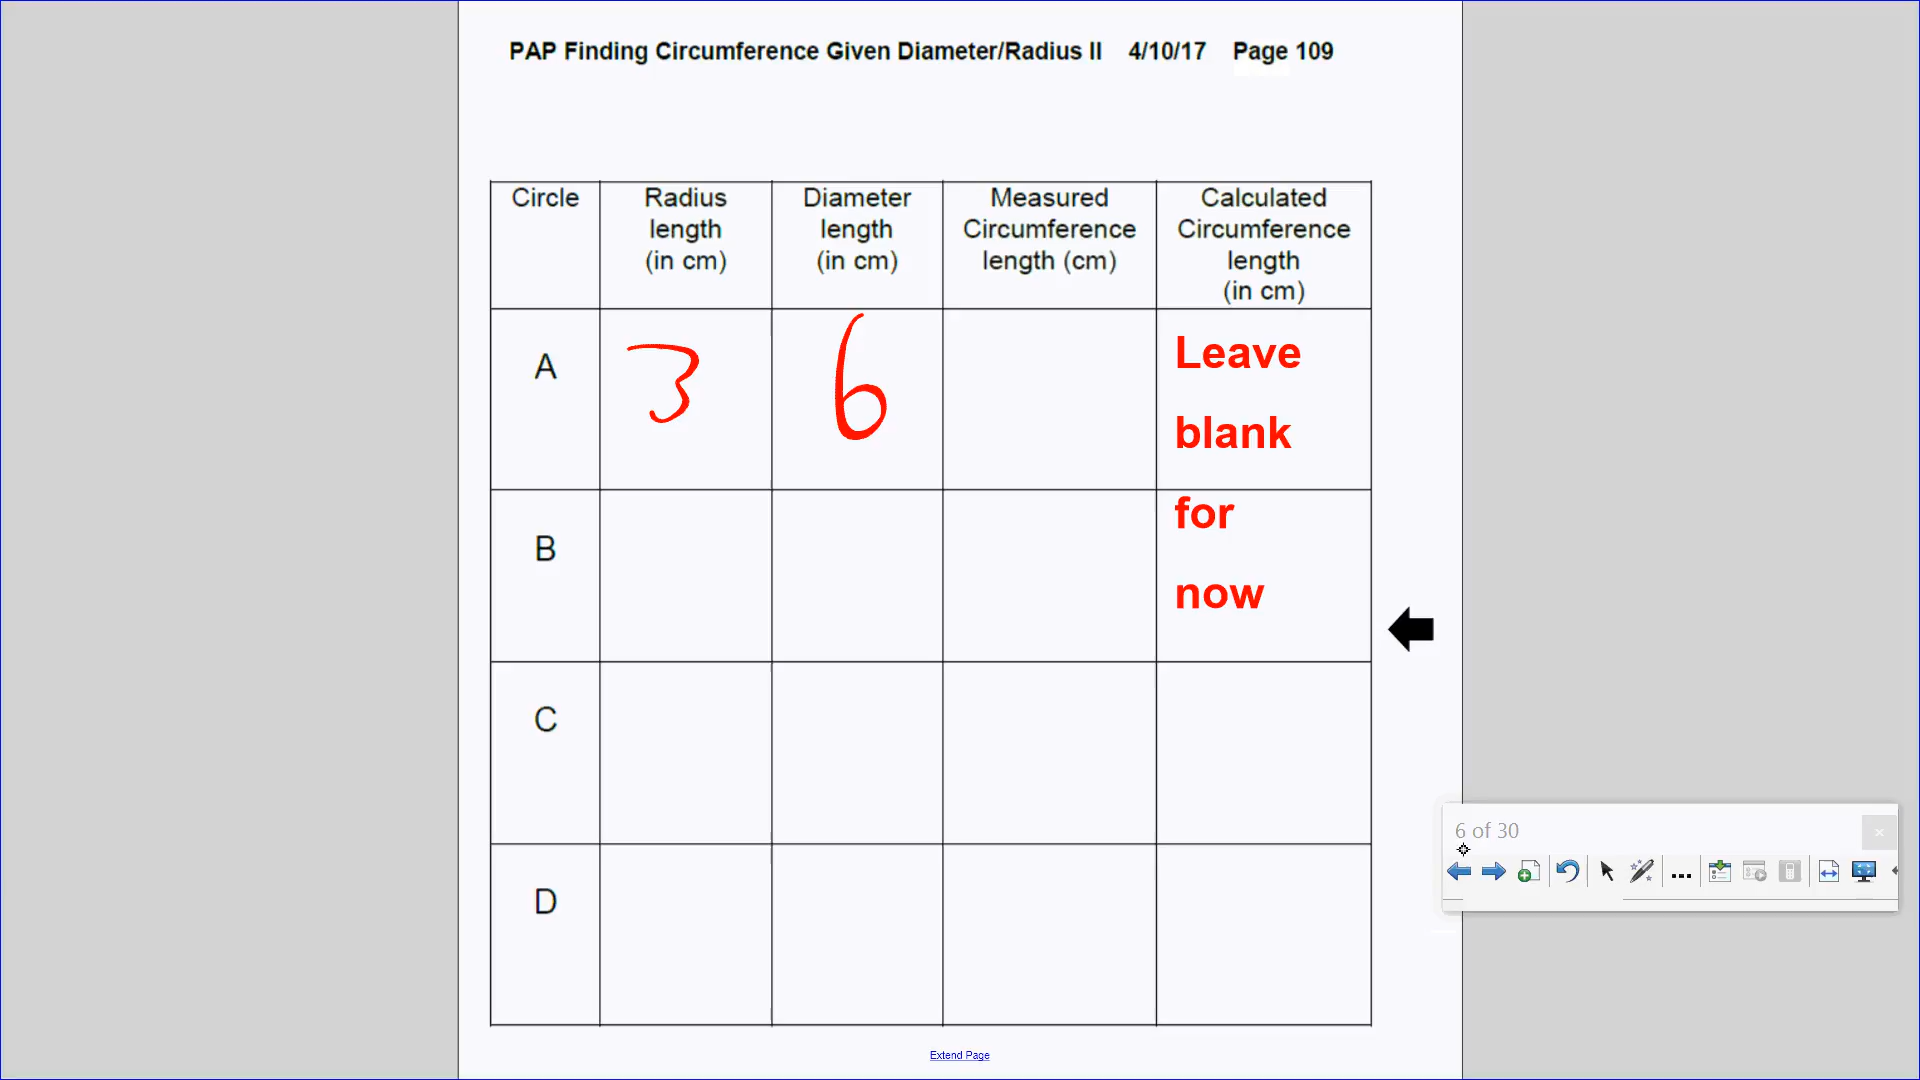 PAP Finding Circumference Given Diameter/Radius II 4/10/17 Page 109
Circle
Radius
length
(in cm)
Diameter
length
(in cm)
Measured
Circumference
length (cm)
Calculated
Circumference
length
(in cm)
A
3
6
Leave
blank
for
now
B
C
D
6 of 30
Extend Page